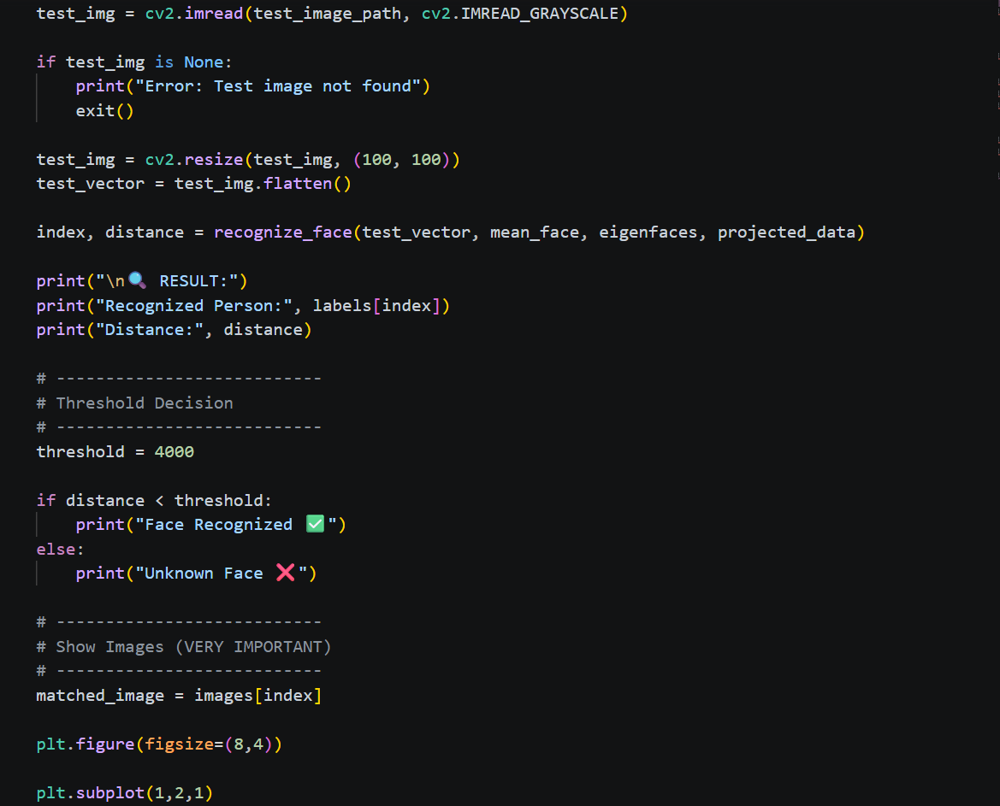 test_img = cv2.imread(test_image_path, cv2.IMREAD_GRAYSCALE)

if test_img is None:
    print("Error: Test image not found")
    exit()

test_img = cv2.resize(test_img, (100, 100))
test_vector = test_img.flatten()

index, distance = recognize_face(test_vector, mean_face, eigenfaces, projected_data)

print("\n🔍 RESULT:")
print("Recognized Person:", labels[index])
print("Distance:", distance)

# ---------------------------
# Threshold Decision
# ---------------------------
threshold = 4000

if distance < threshold:
    print("Face Recognized ✅")
else:
    print("Unknown Face ❌")

# ---------------------------
# Show Images (VERY IMPORTANT)
# ---------------------------
matched_image = images[index]

plt.figure(figsize=(8,4))

plt.subplot(1,2,1)